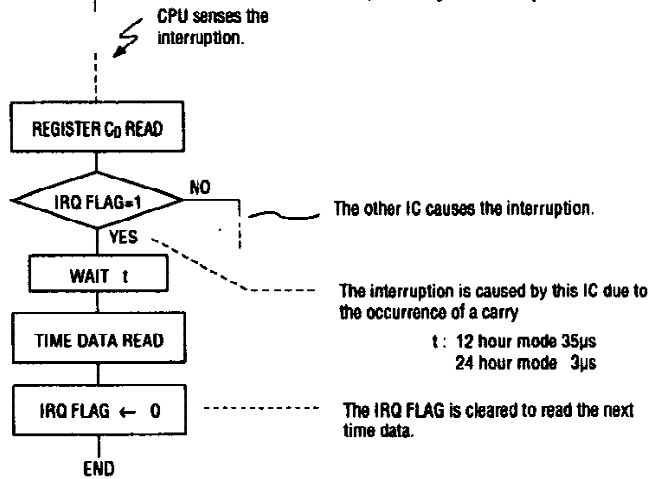 CPU senses the
interruption.
REGISTER CD READ
IRQ FLAG=1
NO
The other IC causes the interruption.
YES
WAIT t
The interruption is caused by this IC due to
the occurrence of a carry
t : 12 hour mode 35µs
24 hour mode 3µs
TIME DATA READ
IRQ FLAG ← 0
The IRQ FLAG is cleared to read the next
time data.
END